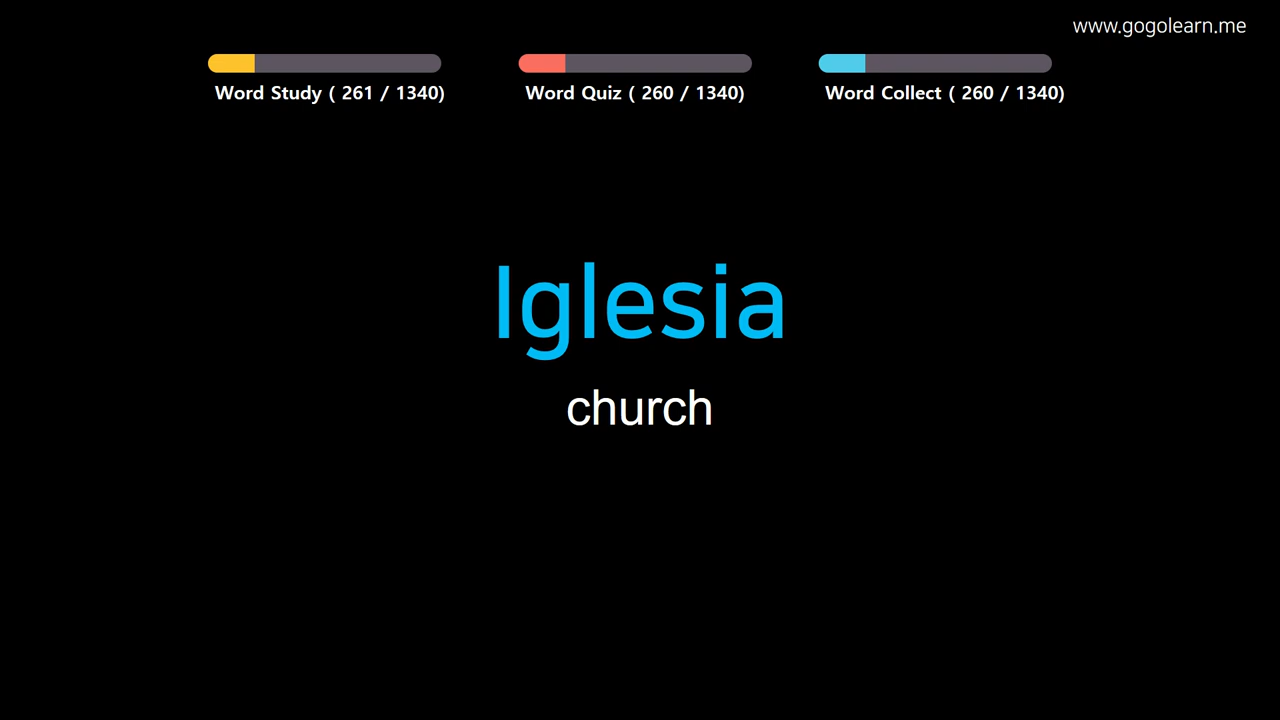 www.gogolearn.me
Word Study ( 261 / 1340)
Word Quiz ( 260 / 1340)
Word Collect ( 260 / 1340)
Iglesia
church